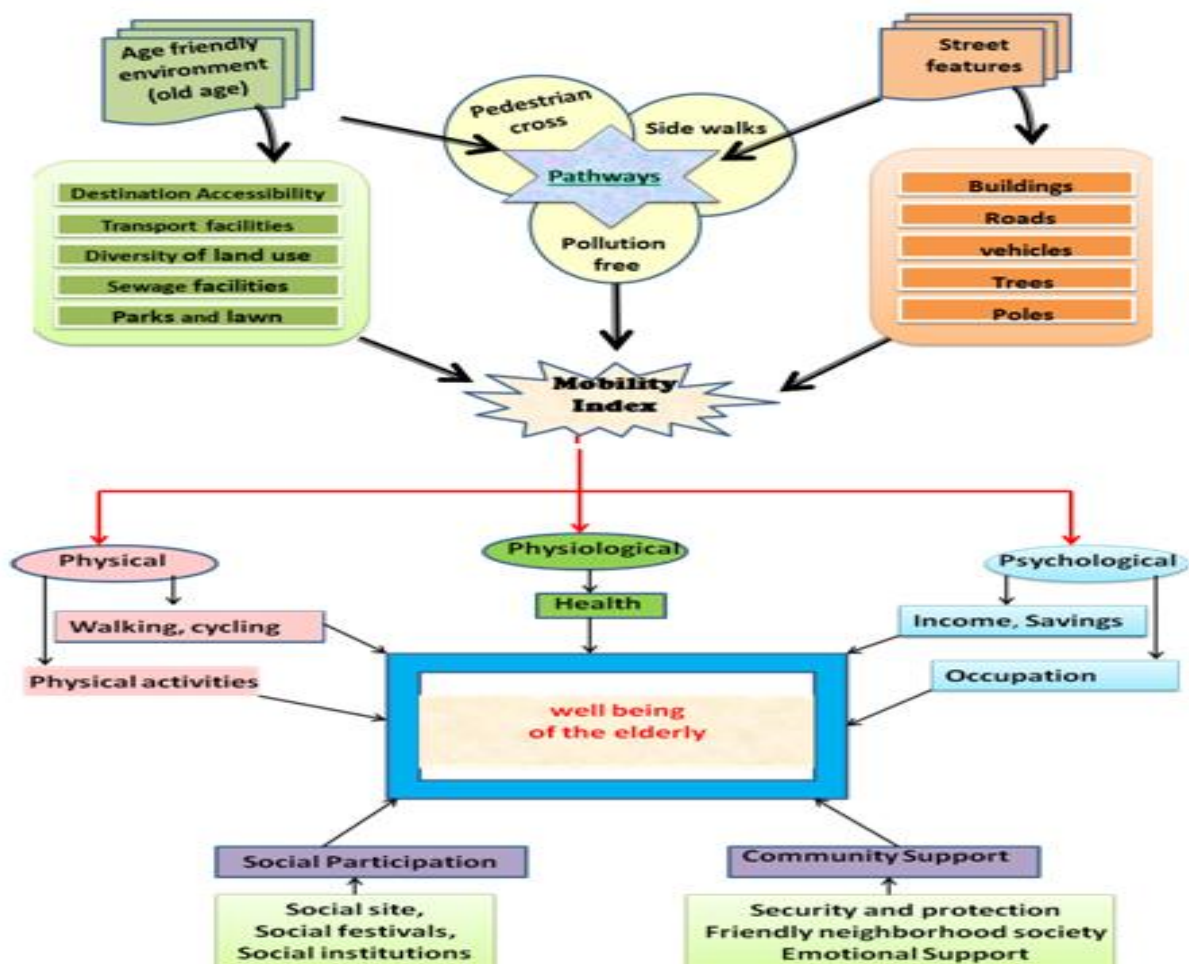 Age friendly
environment
(old age)
Street
features
Pedestrian
cross
Side walks
Pathways
Pollution
free
Destination Accessibility
Transport facilities
Diversity of land use
Sewage facilities
Parks and lawn
Buildings
Roads
vehicles
Trees
Poles
Mobility
Index
Physical
Physiological
Psychological
Health
Walking, cycling
Income, Savings
Physical activities
Occupation
well being
of the elderly
Social Participation
Community Support
Social site,
Social festivals,
Social institutions
Security and protection
Friendly neighborhood society
Emotional Support